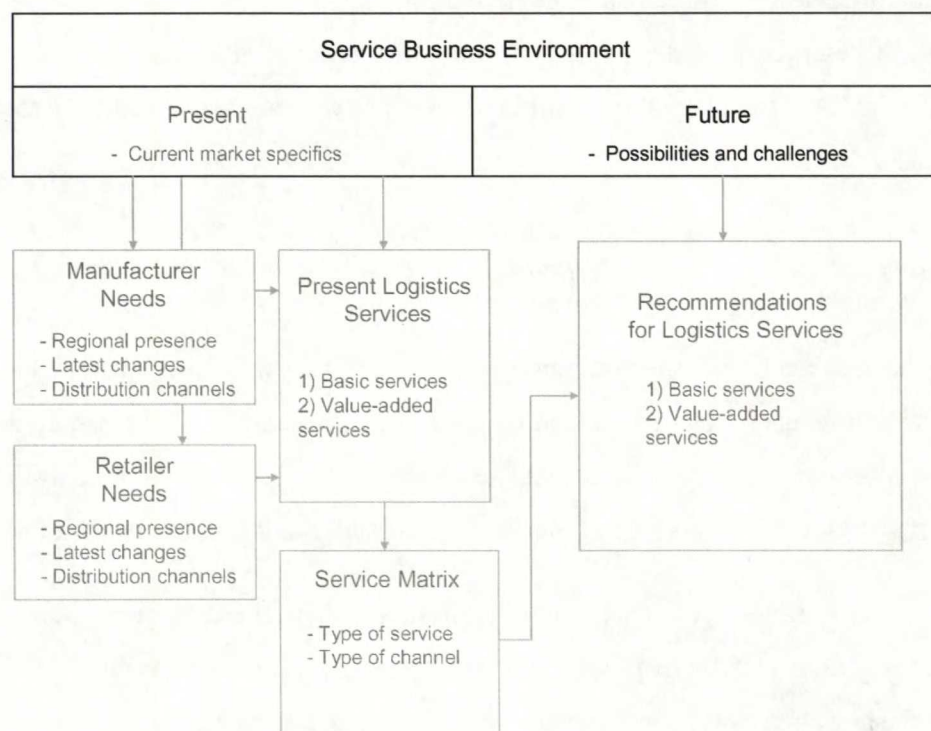 Service Business Environment
Present
- Current market specifics
Future
- Possibilities and challenges
Manufacturer
Needs
- Regional presence
- Latest changes
- Distribution channels
Retailer
Needs
- Regional presence
- Latest changes
- Distribution channels
Present Logistics
Services
1) Basic services
2) Value-added
services
Service Matrix
- Type of service
- Type of channel
Recommendations
for Logistics Services
1) Basic services
2) Value-added
services